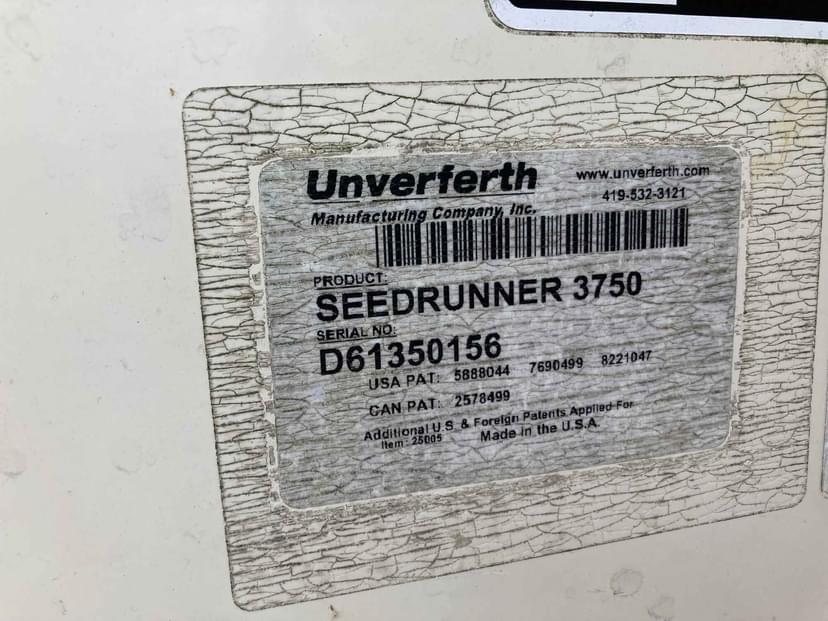 Unverferth
Manufacturing Company, Inc.
www.unverferth.com
419-532-3121
PRODUCT:
SEEDRUNNER 3750
SERIAL NO:
D61350156
USA PAT: 5888044 7690499 8221047
CAN PAT: 2578499
Additional U.S. & Foreign Patents Applied For
Item: 25005 Made in the U.S.A.